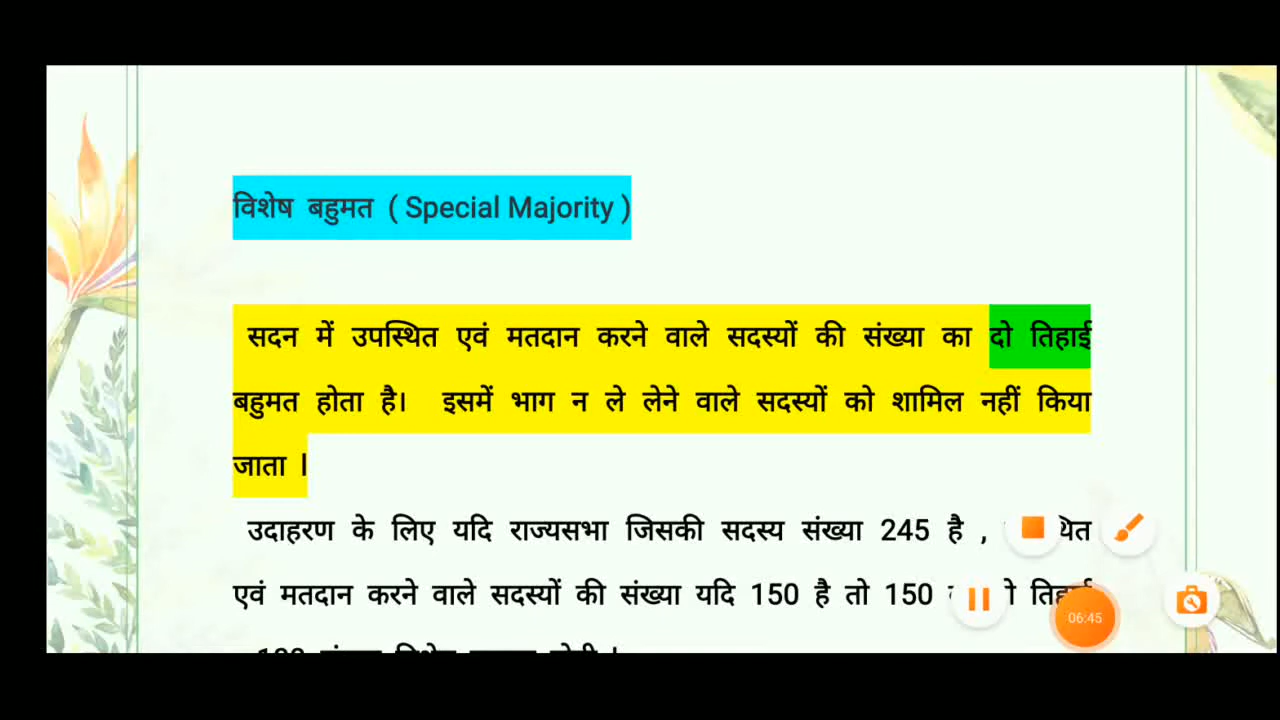 विशेष बहुमत ( Special Majority )
सदन में उपस्थित एवं मतदान करने वाले सदस्यों की संख्या का दो तिहाई
बहुमत होता है। इसमें भाग न ले लेने वाले सदस्यों को शामिल नहीं किया
जाता ।
उदाहरण के लिए यदि राज्यसभा जिसकी सदस्य संख्या 245 है ,
एवं मतदान करने वाले सदस्यों की संख्या यदि 150 है तो 150
06:45